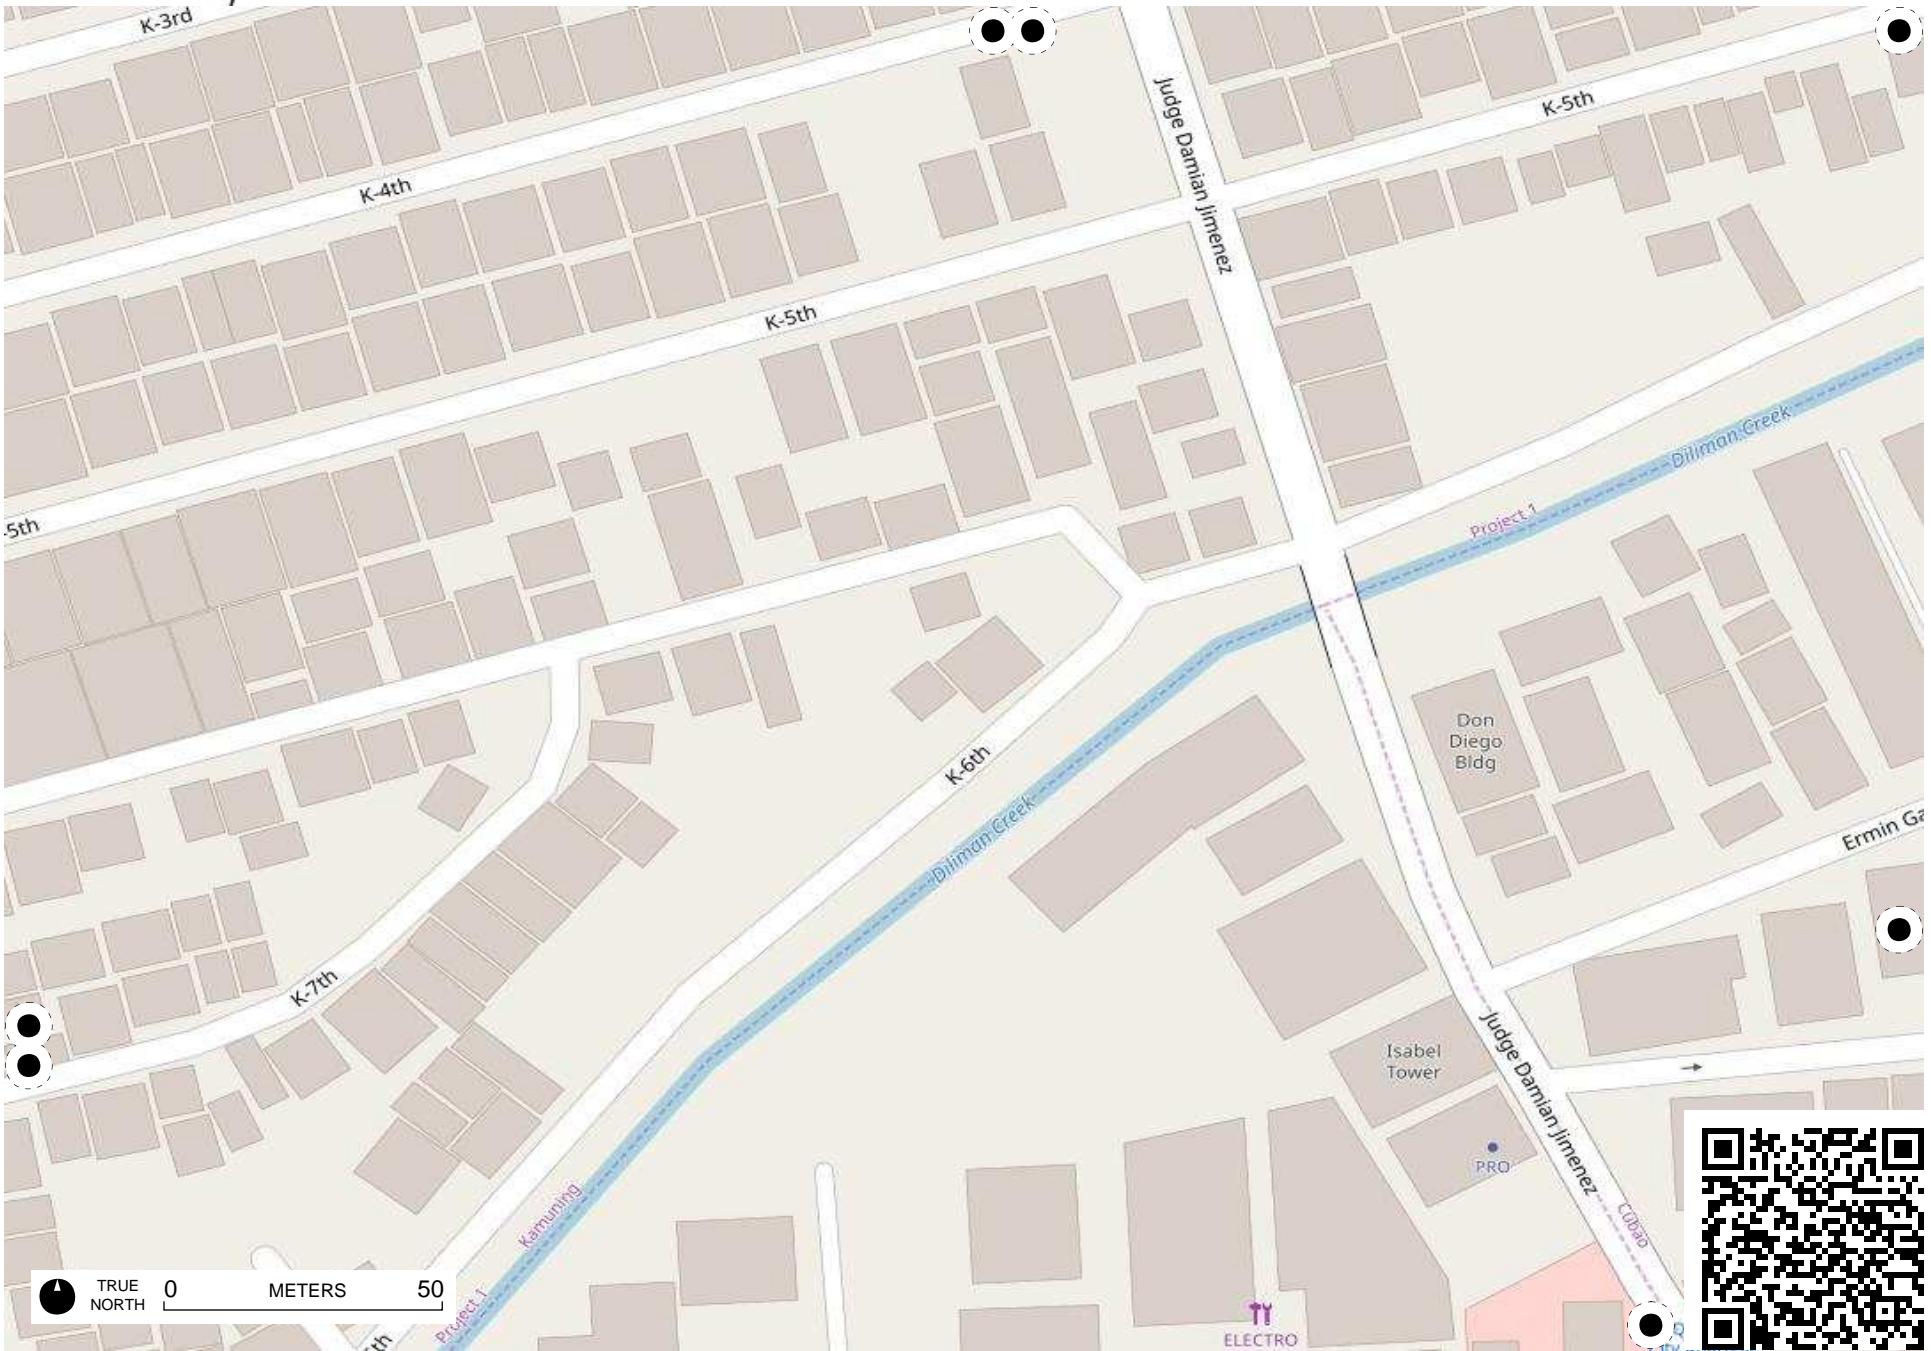 K-3rd
K-4th
K-5th
K-5th
-5th
Judge Damian Jimenez
Diliman Creek
Project 1
Don
Diego
Bldg
K-6th
Diliman Creek
Ermin Ga
K-7th
Isabel
Tower
Judge Damian Jimenez
PRO
Kamuning
Cubao
TRUE
NORTH
0 METERS 50
Project 1
th
ELECTRO